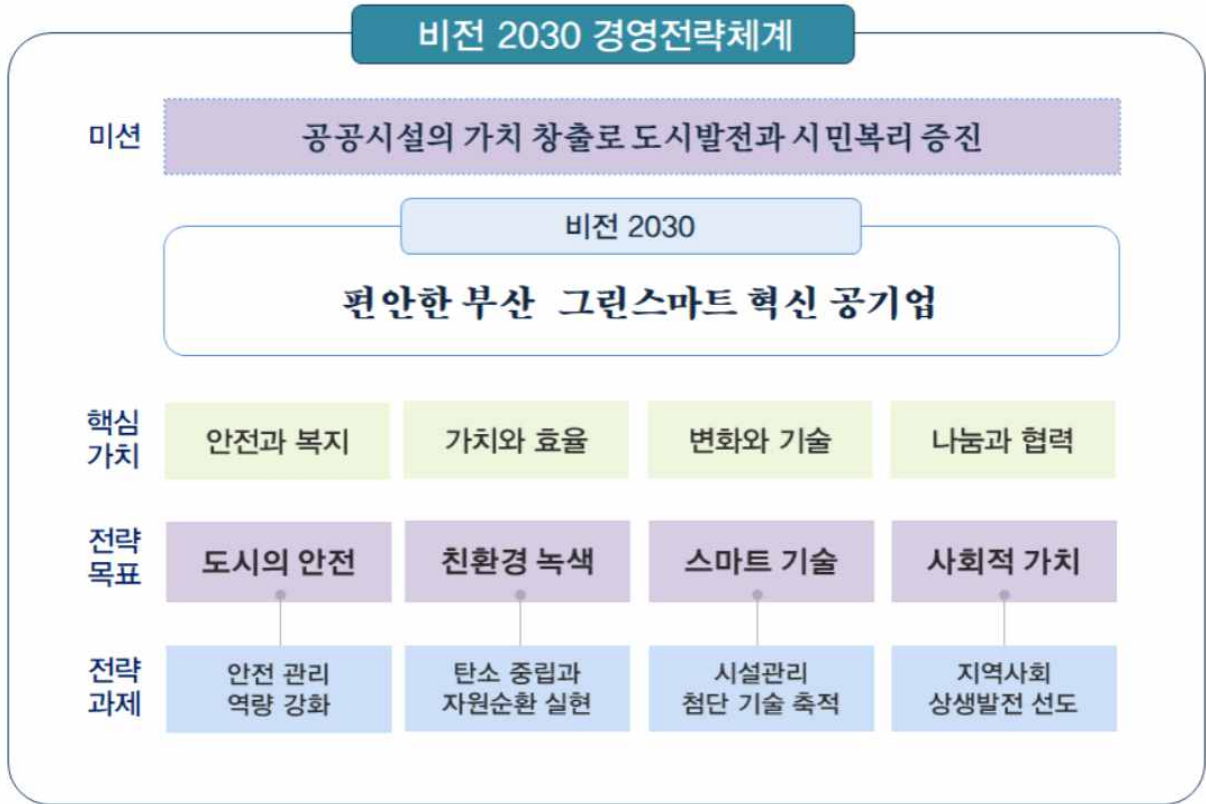 비전 2030 경영전략체계
미션
공공시설의 가치 창출로 도시발전과 시민복리 증진
비전 2030
편안한 부산 그린스마트 혁신 공기업
핵심
가치
안전과 복지
가치와 효율
변화와 기술
나눔과 협력
전략
목표
도시의 안전
친환경 녹색
스마트 기술
사회적 가치
전략
과제
안전 관리
역량 강화
탄소 중립과
자원순환 실현
시설관리
첨단 기술 축적
지역사회
상생발전 선도